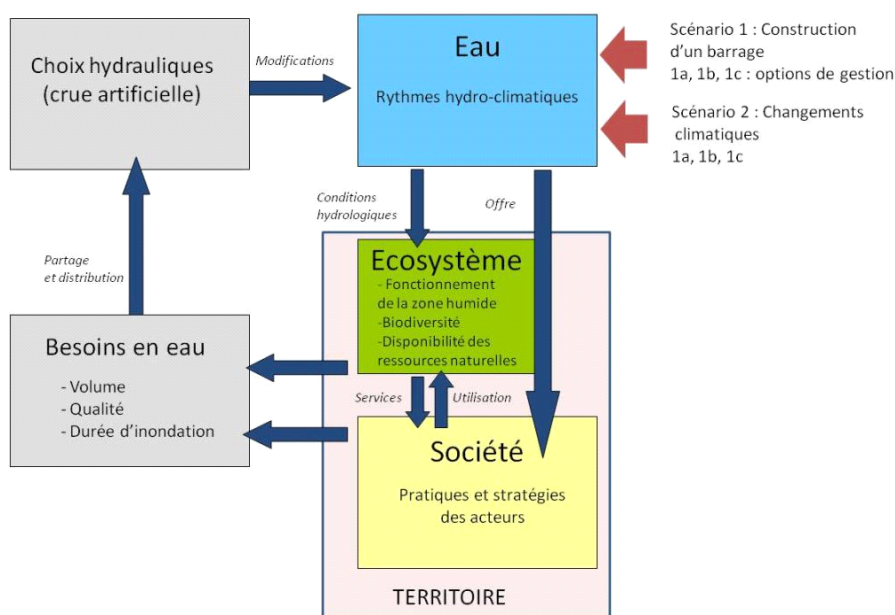 Choix hydrauliques
(crue artificielle)
Modifications
Eau
Rythmes hydro-climatiques
Scénario 1 : Construction
d'un barrage
1a, 1b, 1c : options de gestion
Scénario 2 : Changements
climatiques
1a, 1b, 1c
Conditions
hydrologiques
Offre
Partage
et distribution
Ecosystème
- Fonctionnement
de la zone humide
-Biodiversité
-Disponibilité des
ressources naturelles
Besoins en eau
- Volume
- Qualité
- Durée d'inondation
Services
Utilisation
Société
Pratiques et stratégies
des acteurs
TERRITOIRE